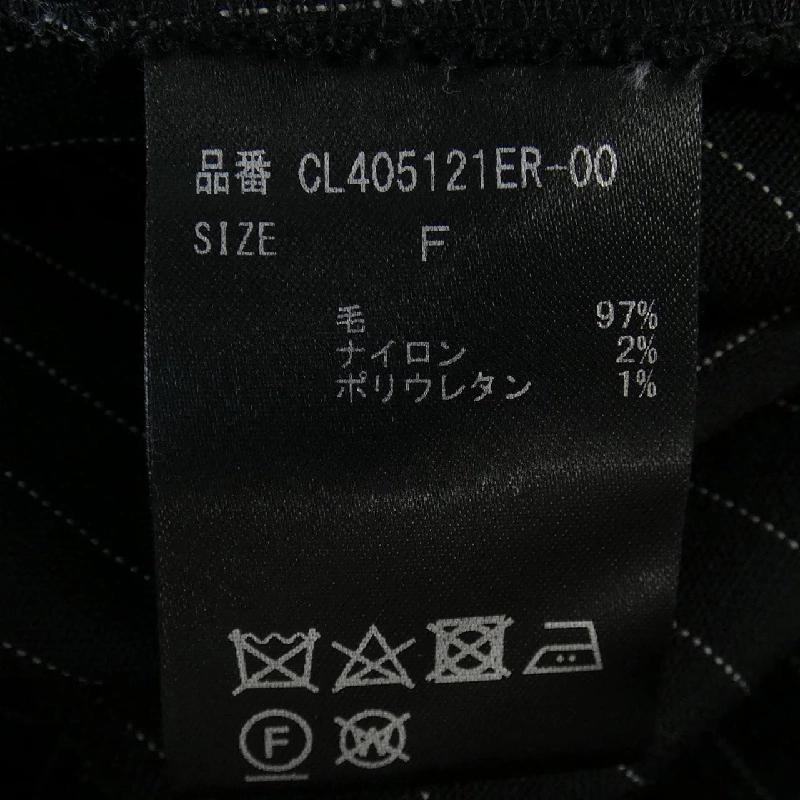 品番 CL405121ER-00
SIZE F
毛 97%
ナイロン 2%
ポリウレタン 1%
F W